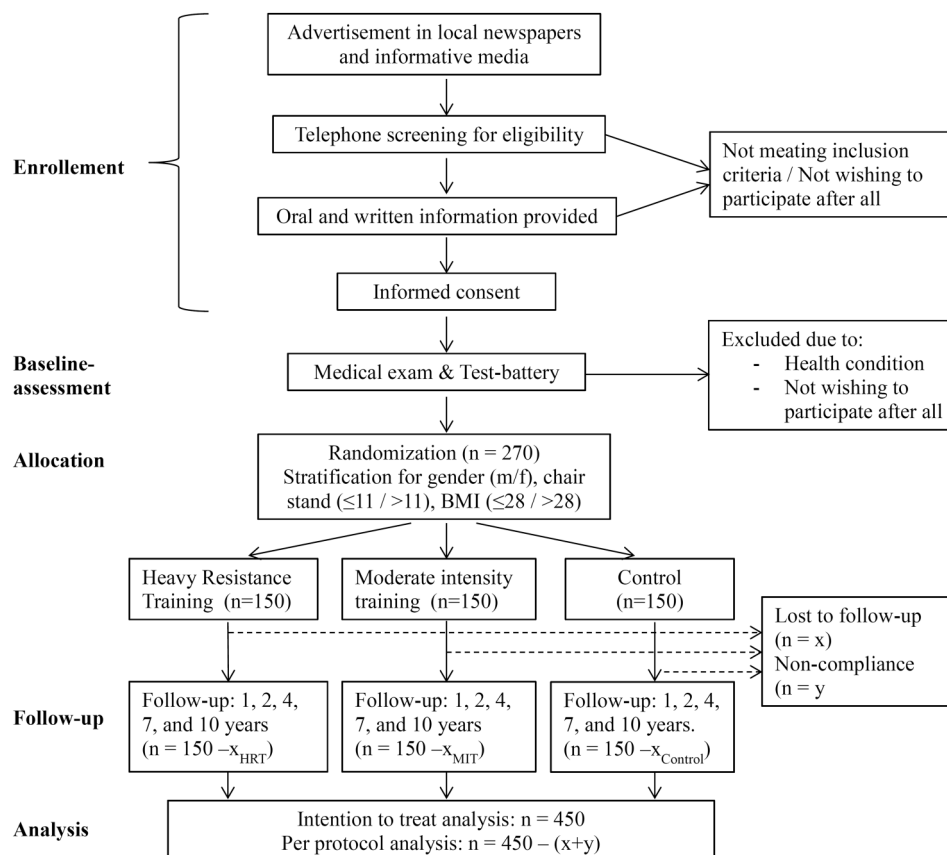 Advertisement in local newspapers
and informative media
Enrollement
Telephone screening for eligibility
Not meating inclusion
criteria / Not wishing to
participate after all
Oral and written information provided
Informed consent
Baseline-
assessment
Medical exam & Test-battery
Excluded due to:
- Health condition
- Not wishing to
participate after all
Allocation
Randomization (n = 270)
Stratification for gender (m/f), chair
stand (≤11 / >11), BMI (≤28 / >28)
Heavy Resistance
Training (n=150)
Moderate intensity
training (n=150)
Control
(n=150)
Lost to follow-up
(n = x)
Non-compliance
(n = y
Follow-up
Follow-up: 1, 2, 4,
7, and 10 years
(n = 150 –xHRT)
Follow-up: 1, 2, 4,
7, and 10 years
(n = 150 –xMIT)
Follow-up: 1, 2, 4,
7, and 10 years.
(n = 150 –xControl)
Analysis
Intention to treat analysis: n = 450
Per protocol analysis: n = 450 – (x+y)